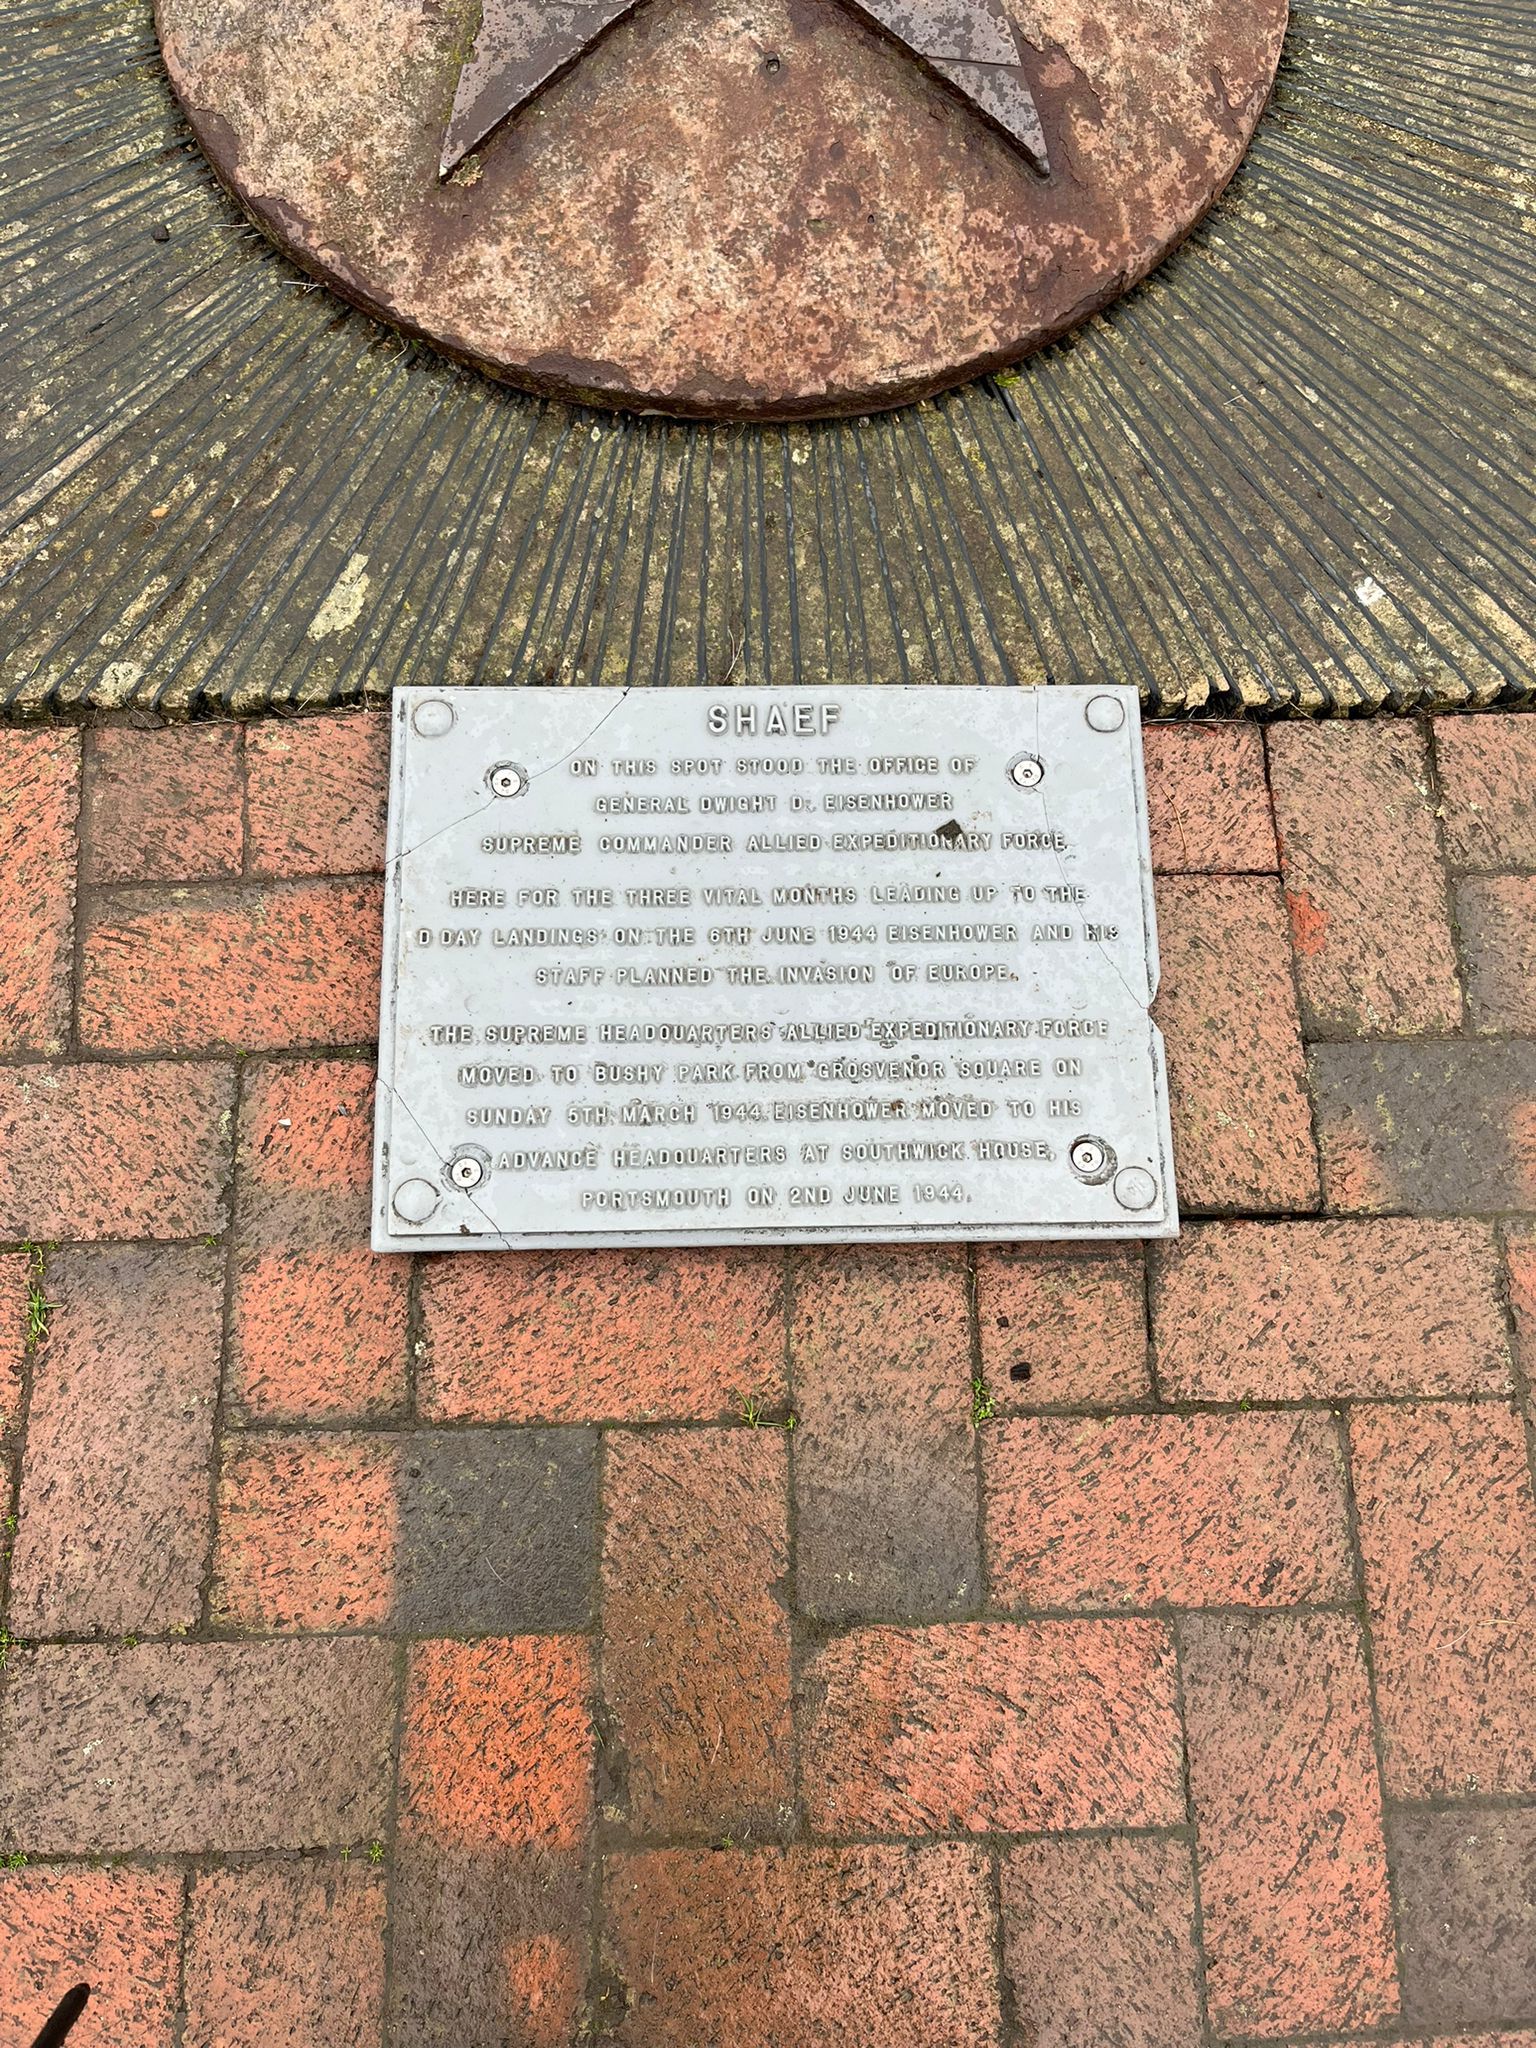 SHAEF
ON THIS SPOT STOOD THE OFFICE OF
GENERAL DWIGHT D. EISENHOWER
SUPREME COMMANDER ALLIED EXPEDITIONARY FORCE.
HERE FOR THE THREE VITAL MONTHS LEADING UP TO THE
D DAY LANDINGS ON THE 6TH JUNE 1944 EISENHOWER AND HIS
STAFF PLANNED THE INVASION OF EUROPE.
THE SUPREME HEADQUARTERS ALLIED EXPEDITIONARY FORCE
MOVED TO BUSHY PARK FROM GROSVENOR SQUARE ON
SUNDAY 5TH MARCH 1944. EISENHOWER MOVED TO HIS
ADVANCE HEADQUARTERS AT SOUTHWICK HOUSE,
PORTSMOUTH ON 2ND JUNE 1944.